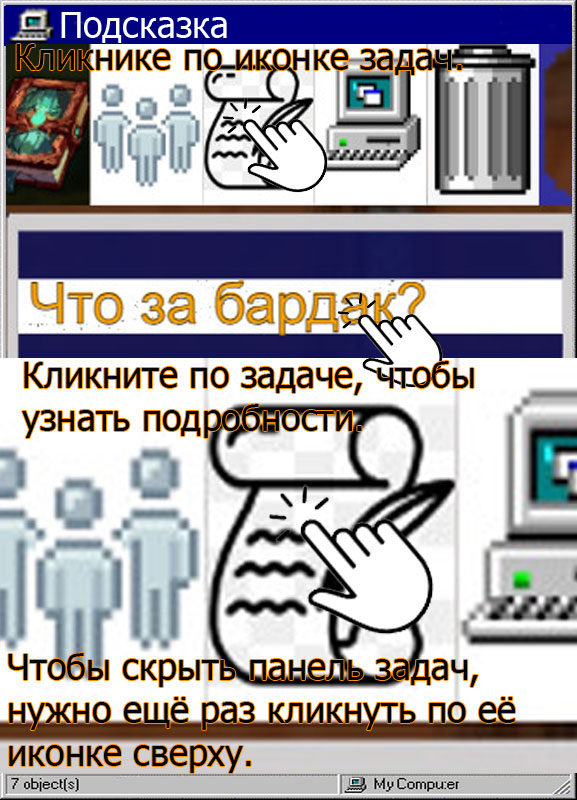 Подсказка
Кликнике по иконке задач.
Что за бардак?
Кликните по задаче, чтобы
узнать подробности.
Чтобы скрыть панель задач,
нужно ещё раз кликнуть по её
иконке сверху.
7 object(s)
My Compu:er